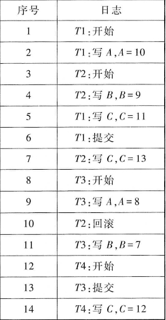 序号 日志
1 T1:开始
2 T1:写 A,A=10
3 T2:开始
4 T2:写 B,B=9
5 T1:写 C,C=11
6 T1:提交
7 T2:写 C,C=13
8 T3:开始
9 T3:写 A,A=8
10 T2:回滚
11 T3:写 B,B=7
12 T4:开始
13 T3:提交
14 T4:写 C,C=12